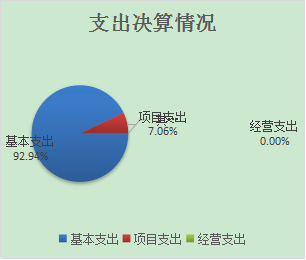 支出决算情况
项目支出
7.06%
经营支出
0.00%
基本支出
92.94%
基本支出 项目支出 经营支出